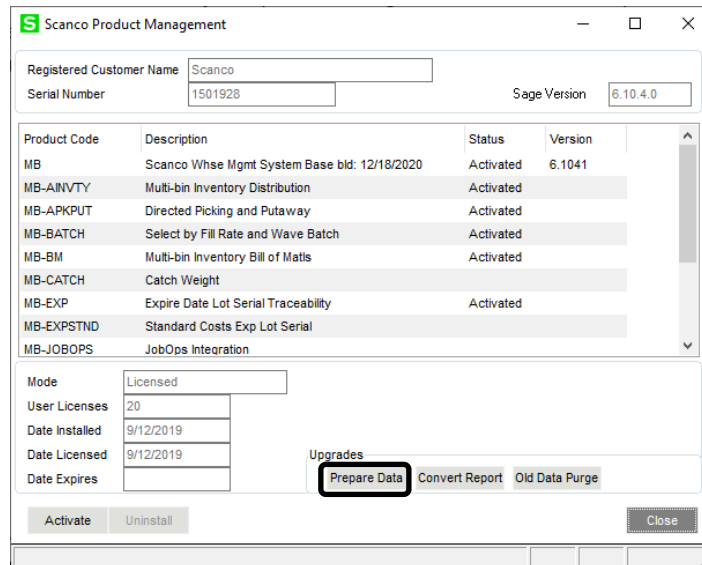 S Scanco Product Management
Registered Customer Name Scanco
Serial Number 1501928 Sage Version 6.10.4.0
Product Code Description Status Version
MB Scanco Whse Mgmt System Base bld: 12/18/2020 Activated 6.1041
MB-AINVTY Multi-bin Inventory Distribution Activated
MB-APKPUT Directed Picking and Putaway Activated
MB-BATCH Select by Fill Rate and Wave Batch Activated
MB-BM Multi-bin Inventory Bill of Matls Activated
MB-CATCH Catch Weight
MB-EXP Expire Date Lot Serial Traceability Activated
MB-EXPSTND Standard Costs Exp Lot Serial
MB-JOBOPS JobOps Integration
Mode Licensed
User Licenses 20
Date Installed 9/12/2019
Date Licensed 9/12/2019 Upgrades
Date Expires Prepare Data Convert Report Old Data Purge
Activate Uninstall Close